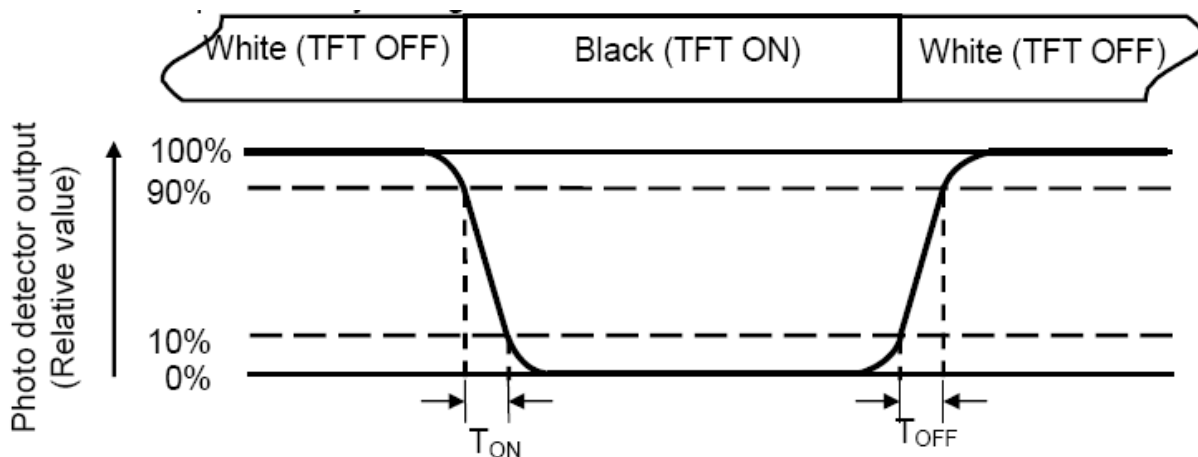 White (TFT OFF) Black (TFT ON) White (TFT OFF)
Photo detector output
(Relative value)
100%
90%
10%
0%
TON TOFF